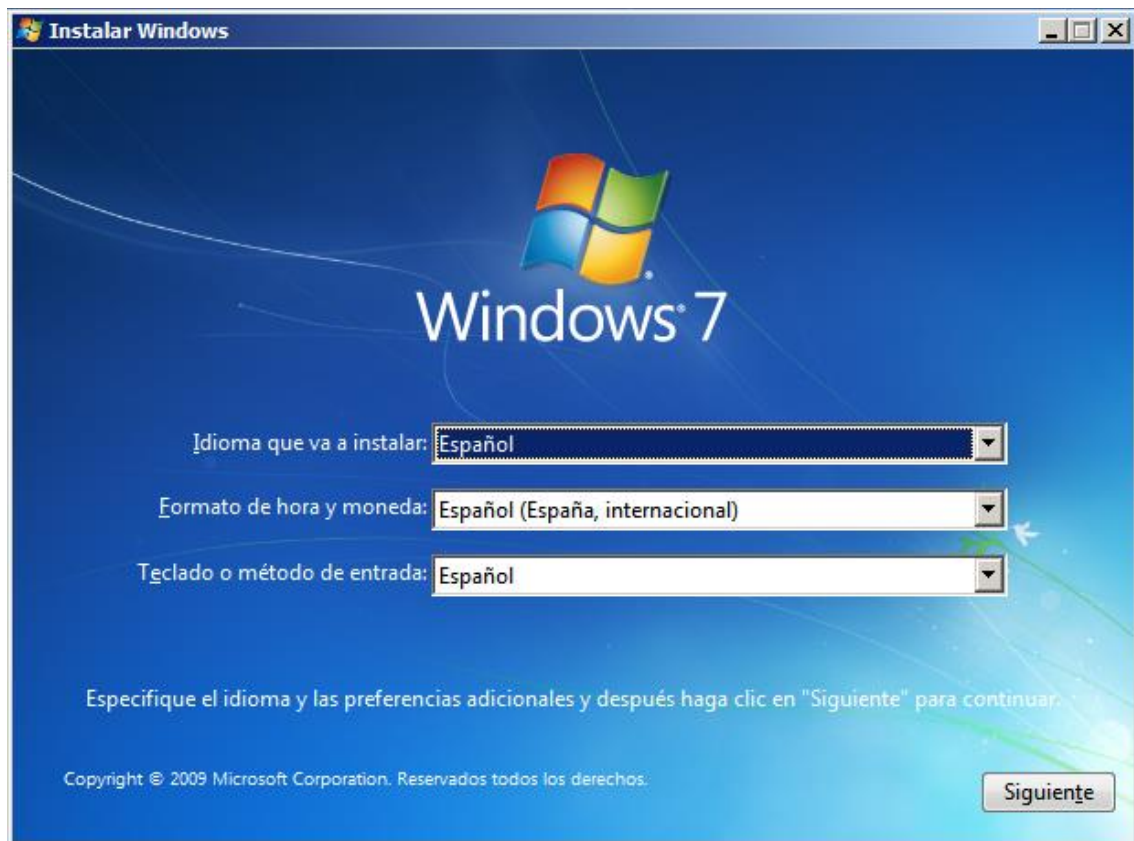 Instalar Windows
Windows® 7
Idioma que va a instalar: Español
Formato de hora y moneda: Español (España, internacional)
Teclado o método de entrada: Español
Especifique el idioma y las preferencias adicionales y después haga clic en "Siguiente" para continuar.
Copyright © 2009 Microsoft Corporation. Reservados todos los derechos.
Siguiente